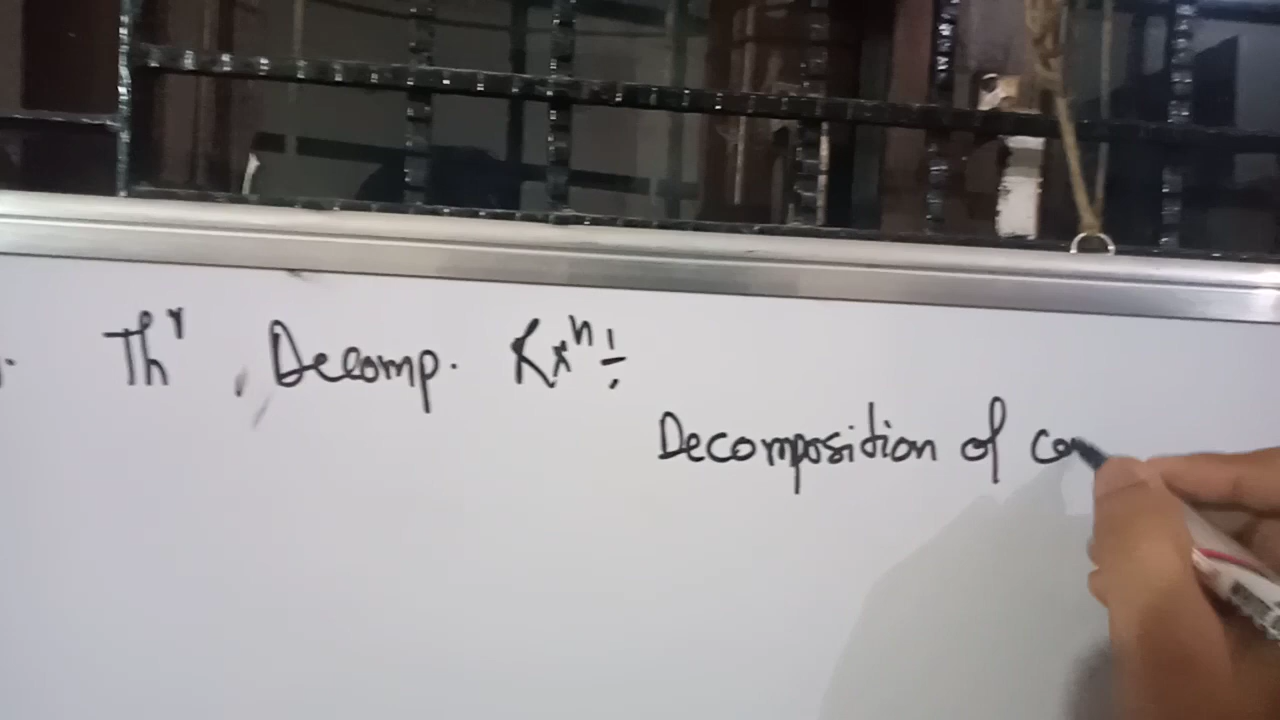 Thʳ, Decomp. Rxⁿ:-
Decomposition of co